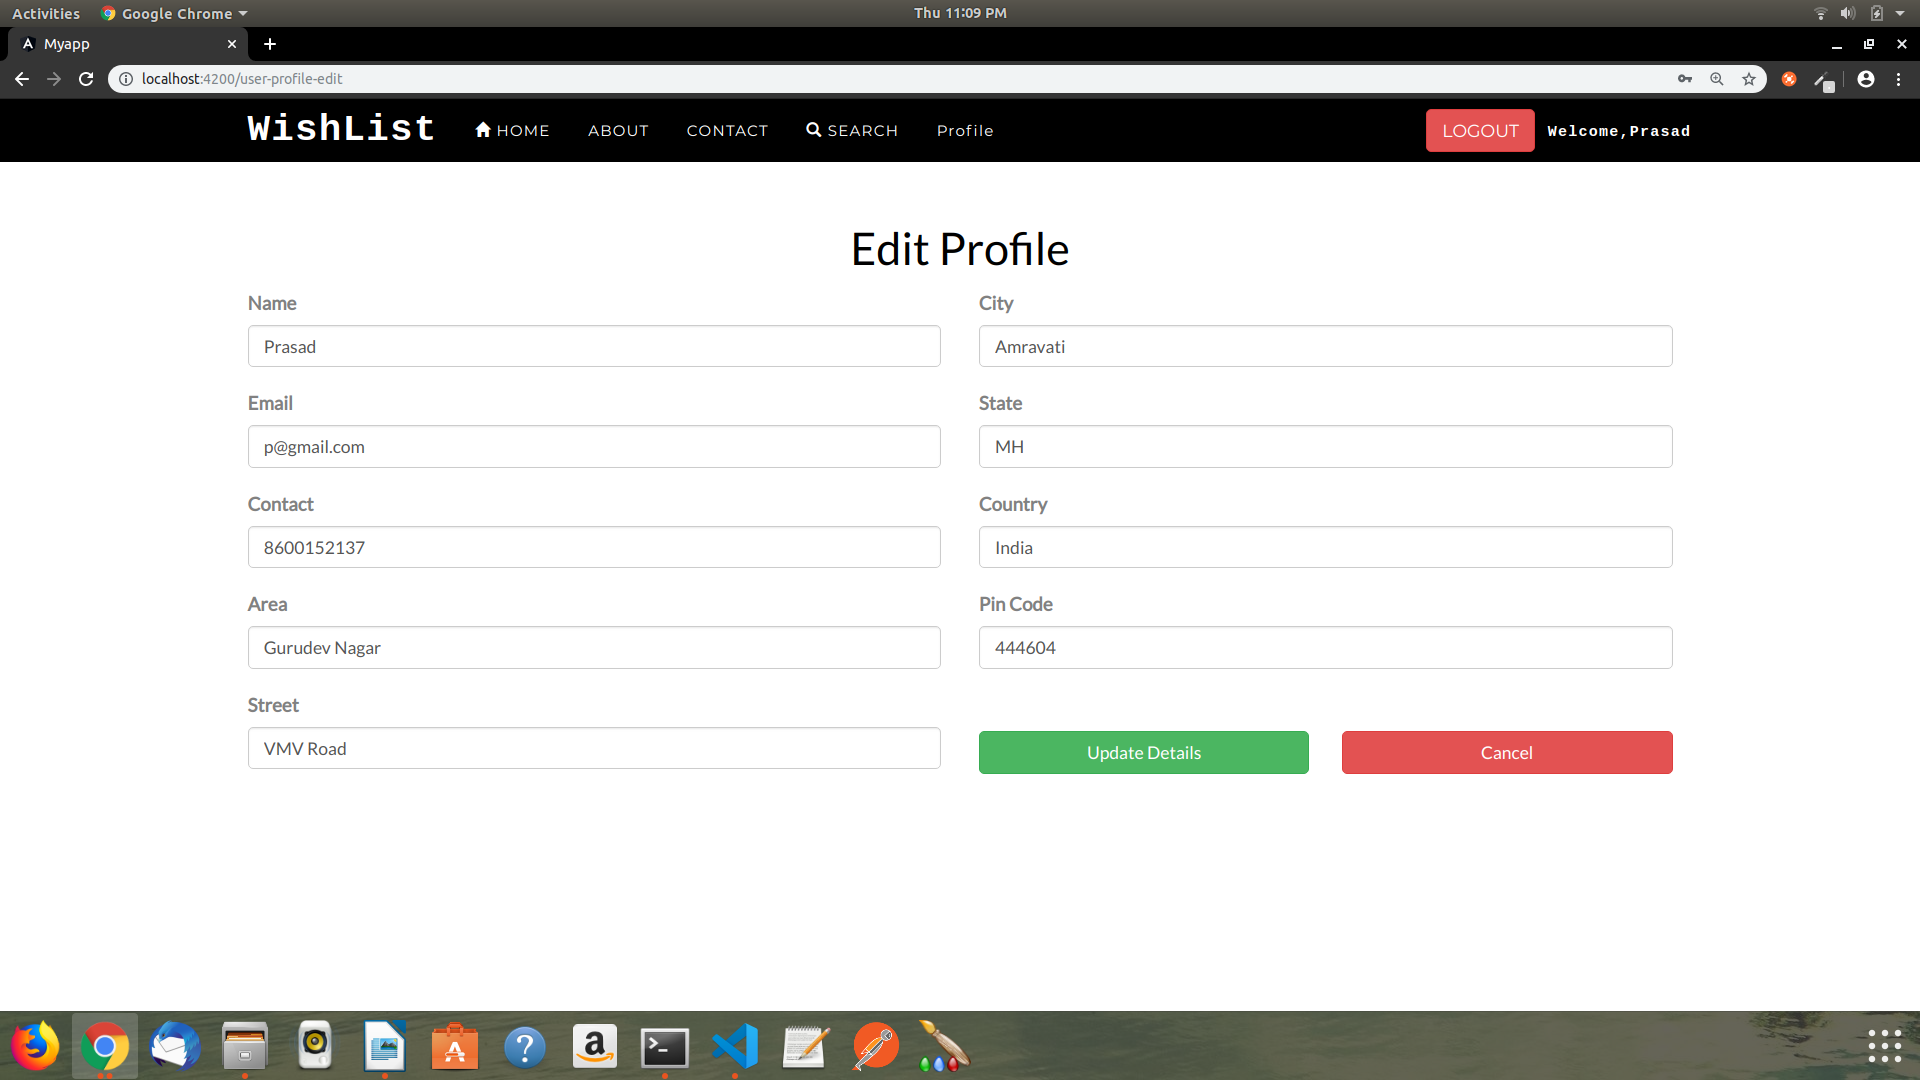 Activities
Google Chrome
Thu 11:09 PM
Myapp
localhost:4200/user-profile-edit
WishList
HOME
ABOUT
CONTACT
SEARCH
Profile
LOGOUT
Welcome,Prasad
Edit Profile
Name
Prasad
Email
p@gmail.com
Contact
8600152137
Area
Gurudev Nagar
Street
VMV Road
City
Amravati
State
MH
Country
India
Pin Code
444604
Update Details
Cancel